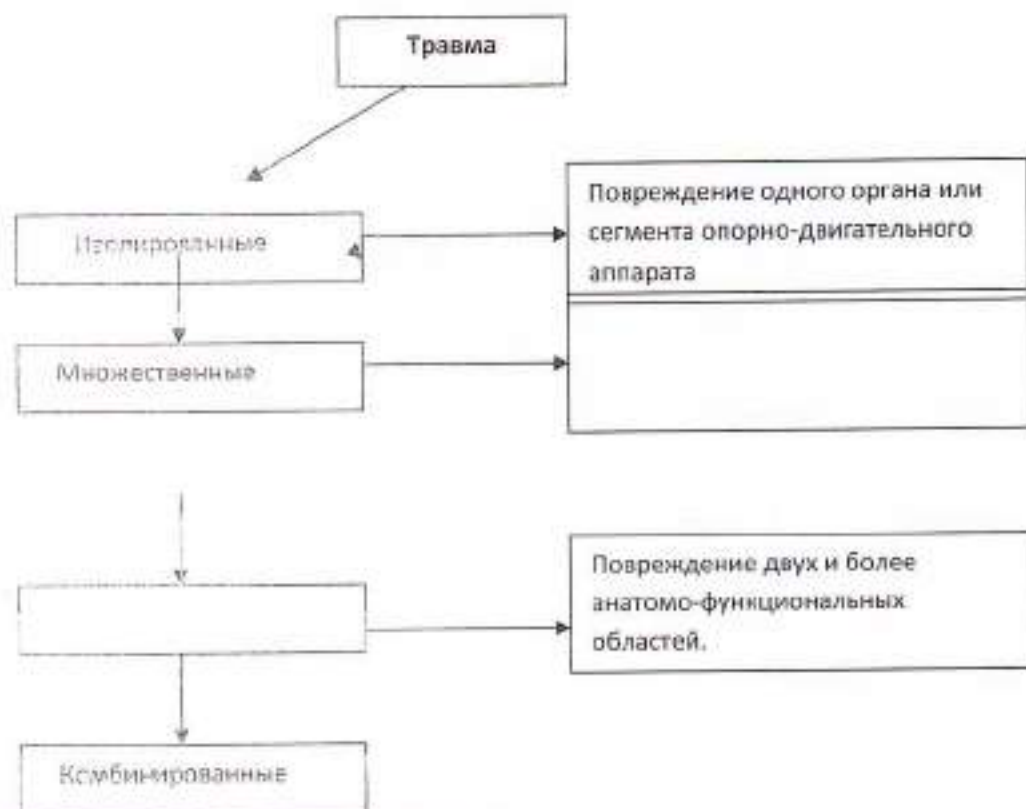 Травма
Изолированные
Повреждение одного органа или
сегмента опорно-двигательного
аппарата
Множественные
Повреждение двух и более
анатомо-функциональных
областей.
Комбинированные